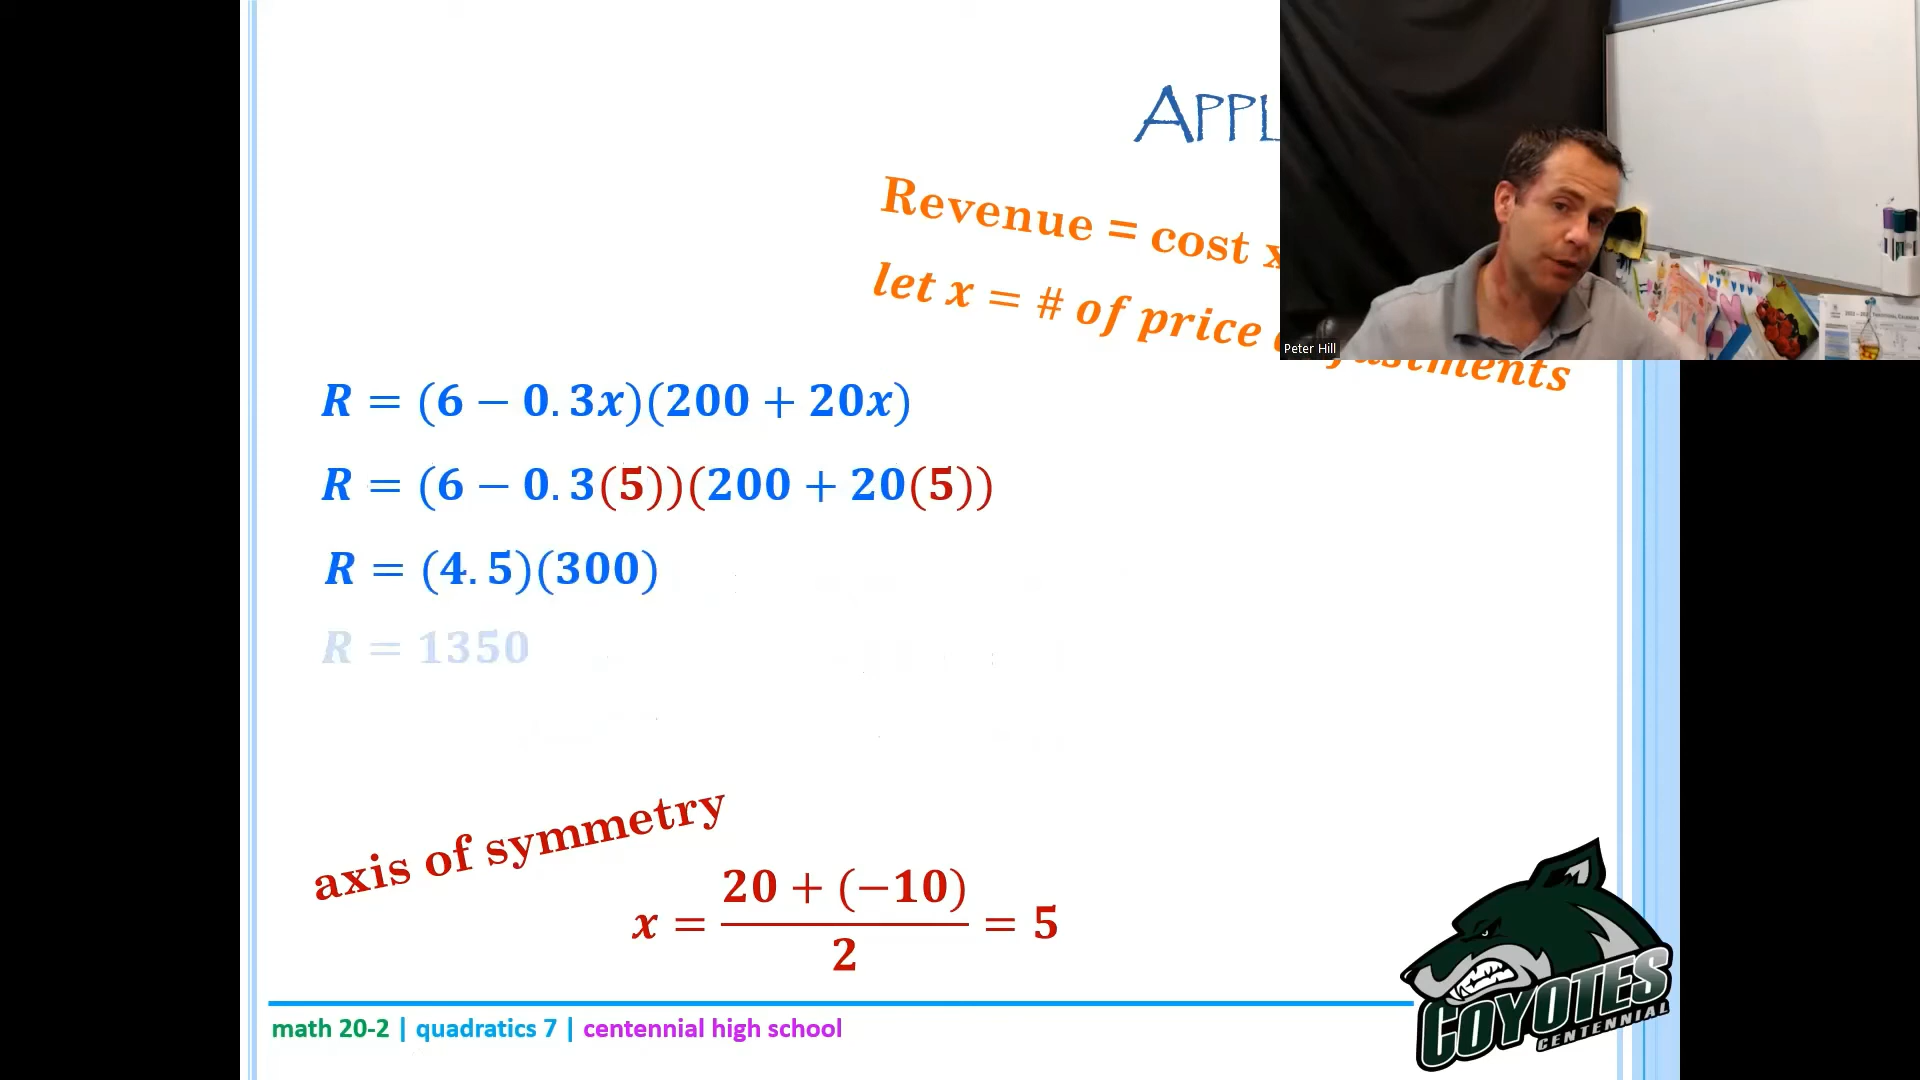 APPL
Revenue = cost x
let x = # of price
R = (6 − 0.3x)(200 + 20x)
R = (6 − 0.3(5))(200 + 20(5))
R = (4.5)(300)
R = 1350
axis of symmetry
x = \frac{20 + (−10)}{2} = 5
math 20-2 | quadratics 7 | centennial high school
COYOTES
CENTENNIAL
Peter Hill